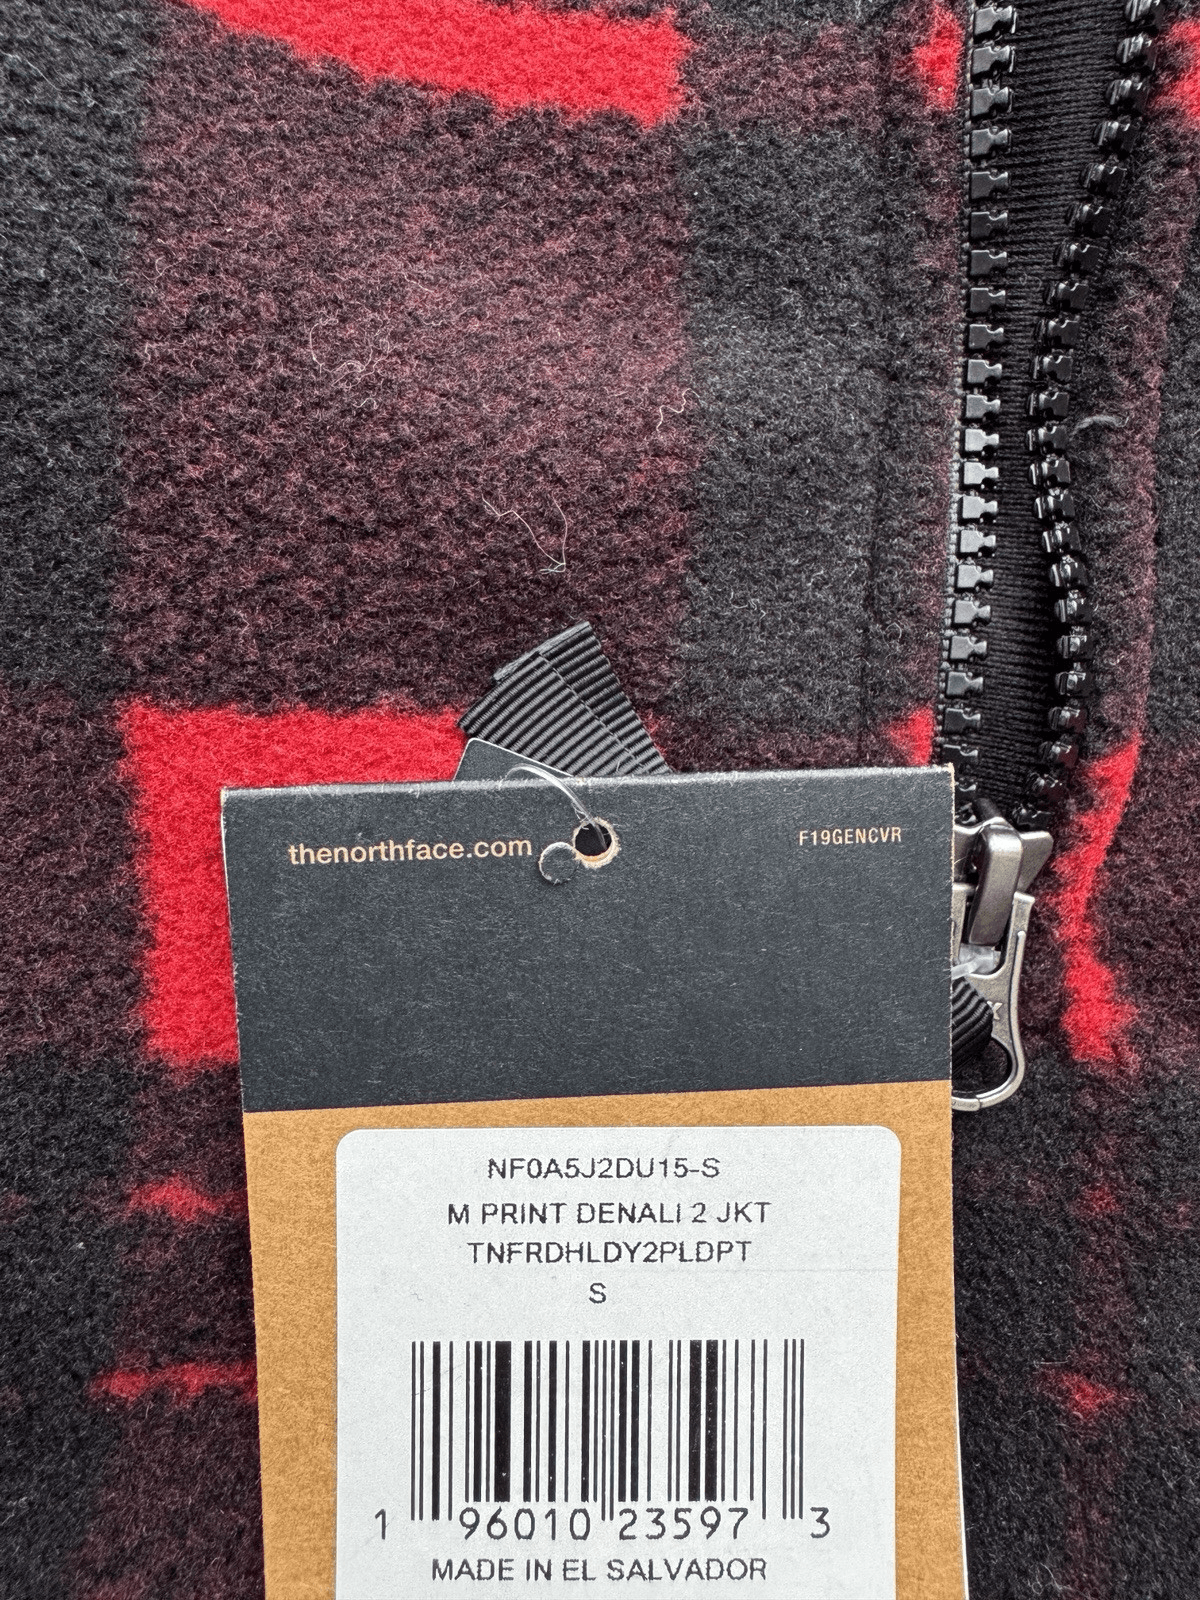 thenorthface.com
F19GENCVR
NF0A5J2DU15-S
M PRINT DENALI 2 JKT
TNFRDHLDY2PLDPT
S
1 96010 23597 3
MADE IN EL SALVADOR